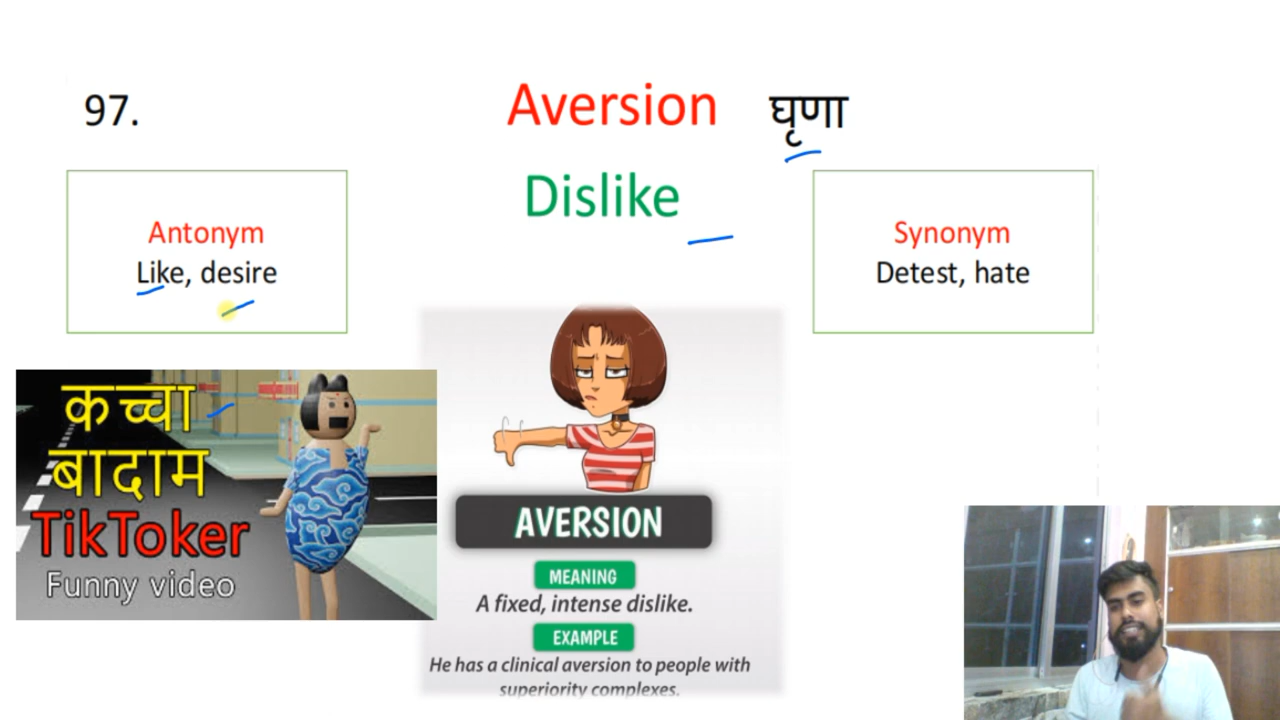 97.
Aversion घृणा
Dislike
Antonym
Like, desire
Synonym
Detest, hate
कच्चा
बादाम
TikToker
Funny video
AVERSION
MEANING
A fixed, intense dislike.
EXAMPLE
He has a clinical aversion to people with
superiority complexes.